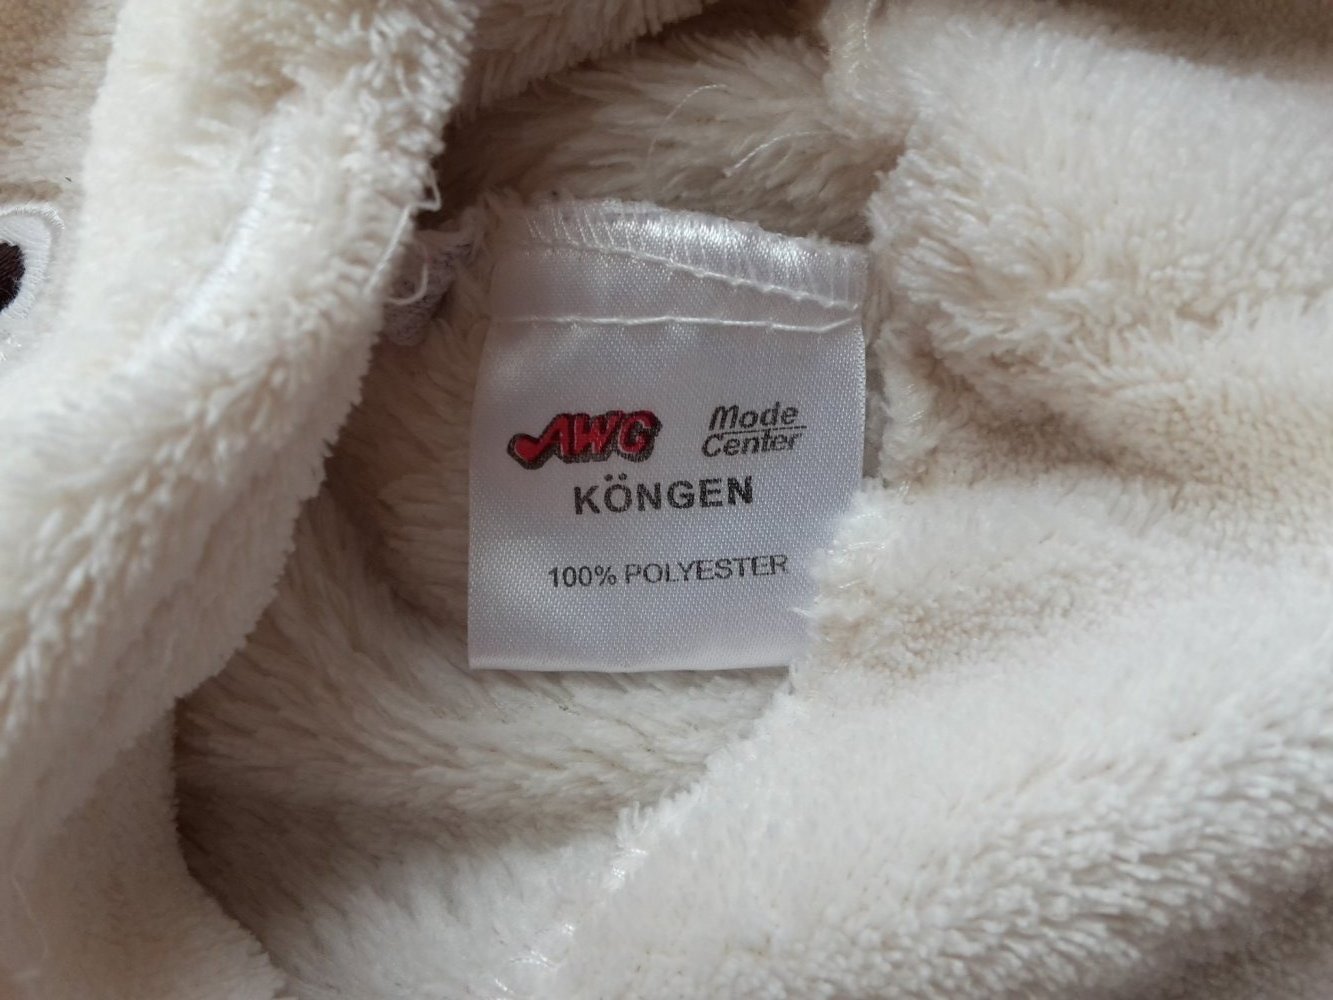 AWG Mode
Center
KÖNGEN
100% POLYESTER